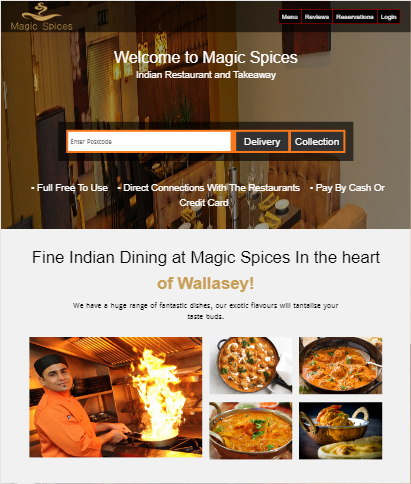 Magic Spices
Menu Reviews Reservations Login
Welcome to Magic Spices
Indian Restaurant and Takeaway
Enter Postcode
Delivery
Collection
• Full Free To Use • Direct Connections With The Restaurants • Pay By Cash Or
Credit Card
Fine Indian Dining at Magic Spices In the heart
of Wallasey!
We have a huge range of fantastic dishes, our exotic flavours will tantalise your
taste buds.